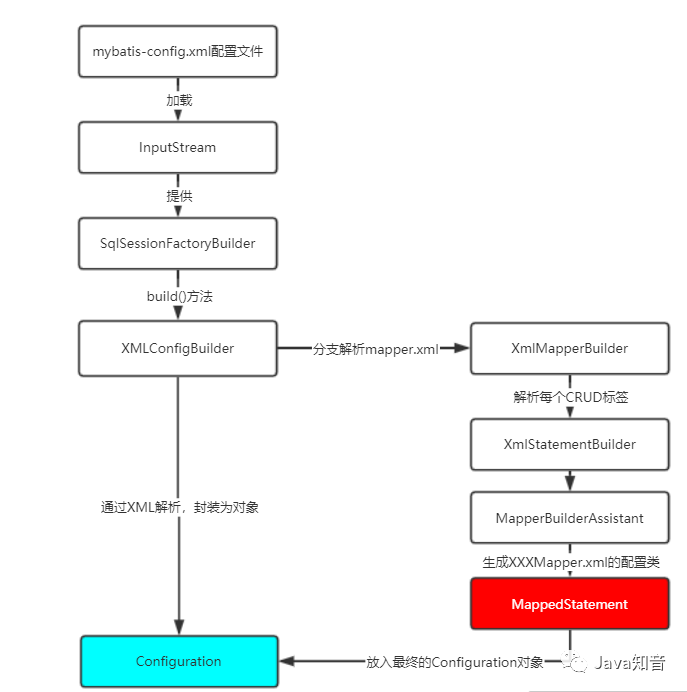 mybatis-config.xml配置文件
加载
InputStream
提供
SqlSessionFactoryBuilder
build()方法
XMLConfigBuilder
分支解析mapper.xml
XmlMapperBuilder
解析每个CRUD标签
XmlStatementBuilder
通过XML解析，封装为对象
MapperBuilderAssistant
生成XXXMapper.xml的配置类
MappedStatement
Configuration
放入最终的Configuration对象
Java知音